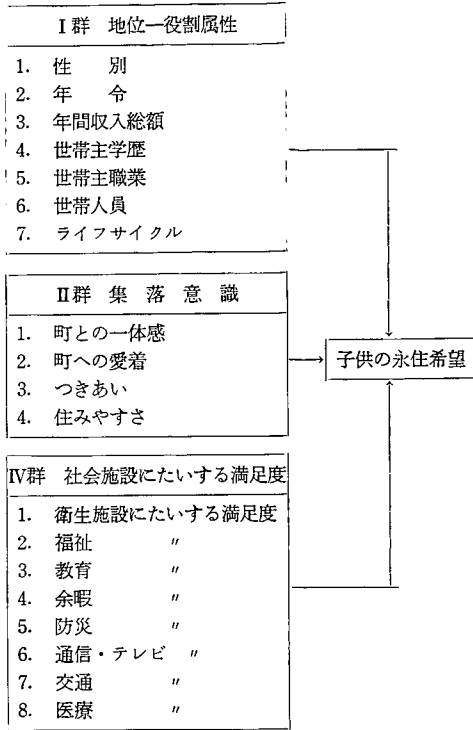 I群 地位—役割属性
1. 性 別
2. 年 令
3. 年間収入総額
4. 世帯主学歴
5. 世帯主職業
6. 世帯人員
7. ライフサイクル
II群 集落意識
1. 町との一体感
2. 町への愛着
3. つきあい
4. 住みやすさ
子供の永住希望
IV群 社会施設にたいする満足度
1. 衛生施設にたいする満足度
2. 福祉 〃
3. 教育 〃
4. 余暇 〃
5. 防災 〃
6. 通信・テレビ 〃
7. 交通 〃
8. 医療 〃